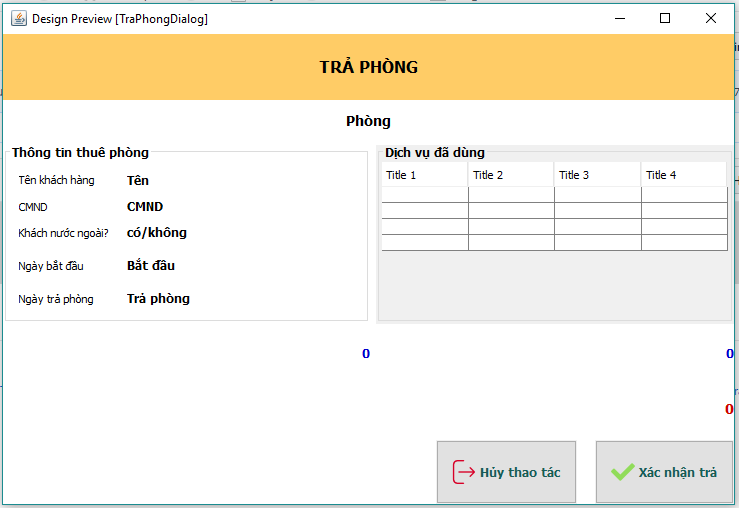 Design Preview [TraPhongDialog]
TRẢ PHÒNG
Phòng
Thông tin thuê phòng
Tên khách hàng Tên
CMND CMND
Khách nước ngoài? có/không
Ngày bắt đầu Bắt đầu
Ngày trả phòng Trả phòng
Dịch vụ đã dùng
Title 1 Title 2 Title 3 Title 4
0 0
0
Hủy thao tác Xác nhận trả